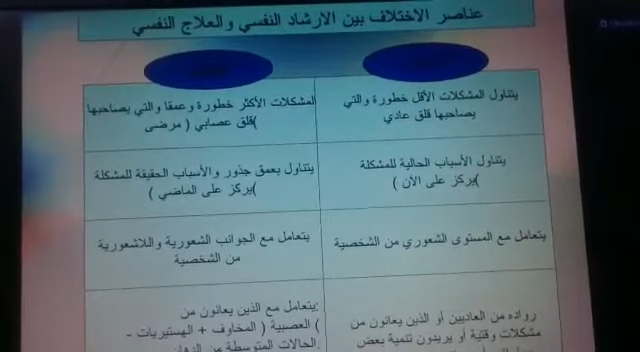 عناصر الاختلاف بين الارشاد النفسي والعلاج النفسي
يتناول المشكلات الأقل خطورة والتي
يصاحبها قلق عادي
المشكلات الأكثر خطورة وعمقا والتي يصاحبها
)قلق عصابي ( مرضى
يتناول الأسباب الحالية للمشكلة
)يركز على الآن (
يتناول بعمق جذور والأسباب الحقيقة للمشكلة
)يركز على الماضي (
يتعامل مع المستوى الشعوري من الشخصية
يتعامل مع الجوانب الشعورية واللاشعورية
من الشخصية
رواده من العاديين أو الذين يعانون من
مشكلات وقتية أو يريدون تنمية بعض
يتعامل مع الذين يعانون من:
) العصبية ( المخاوف + الهستيريات -
الحالات المتوسطة من